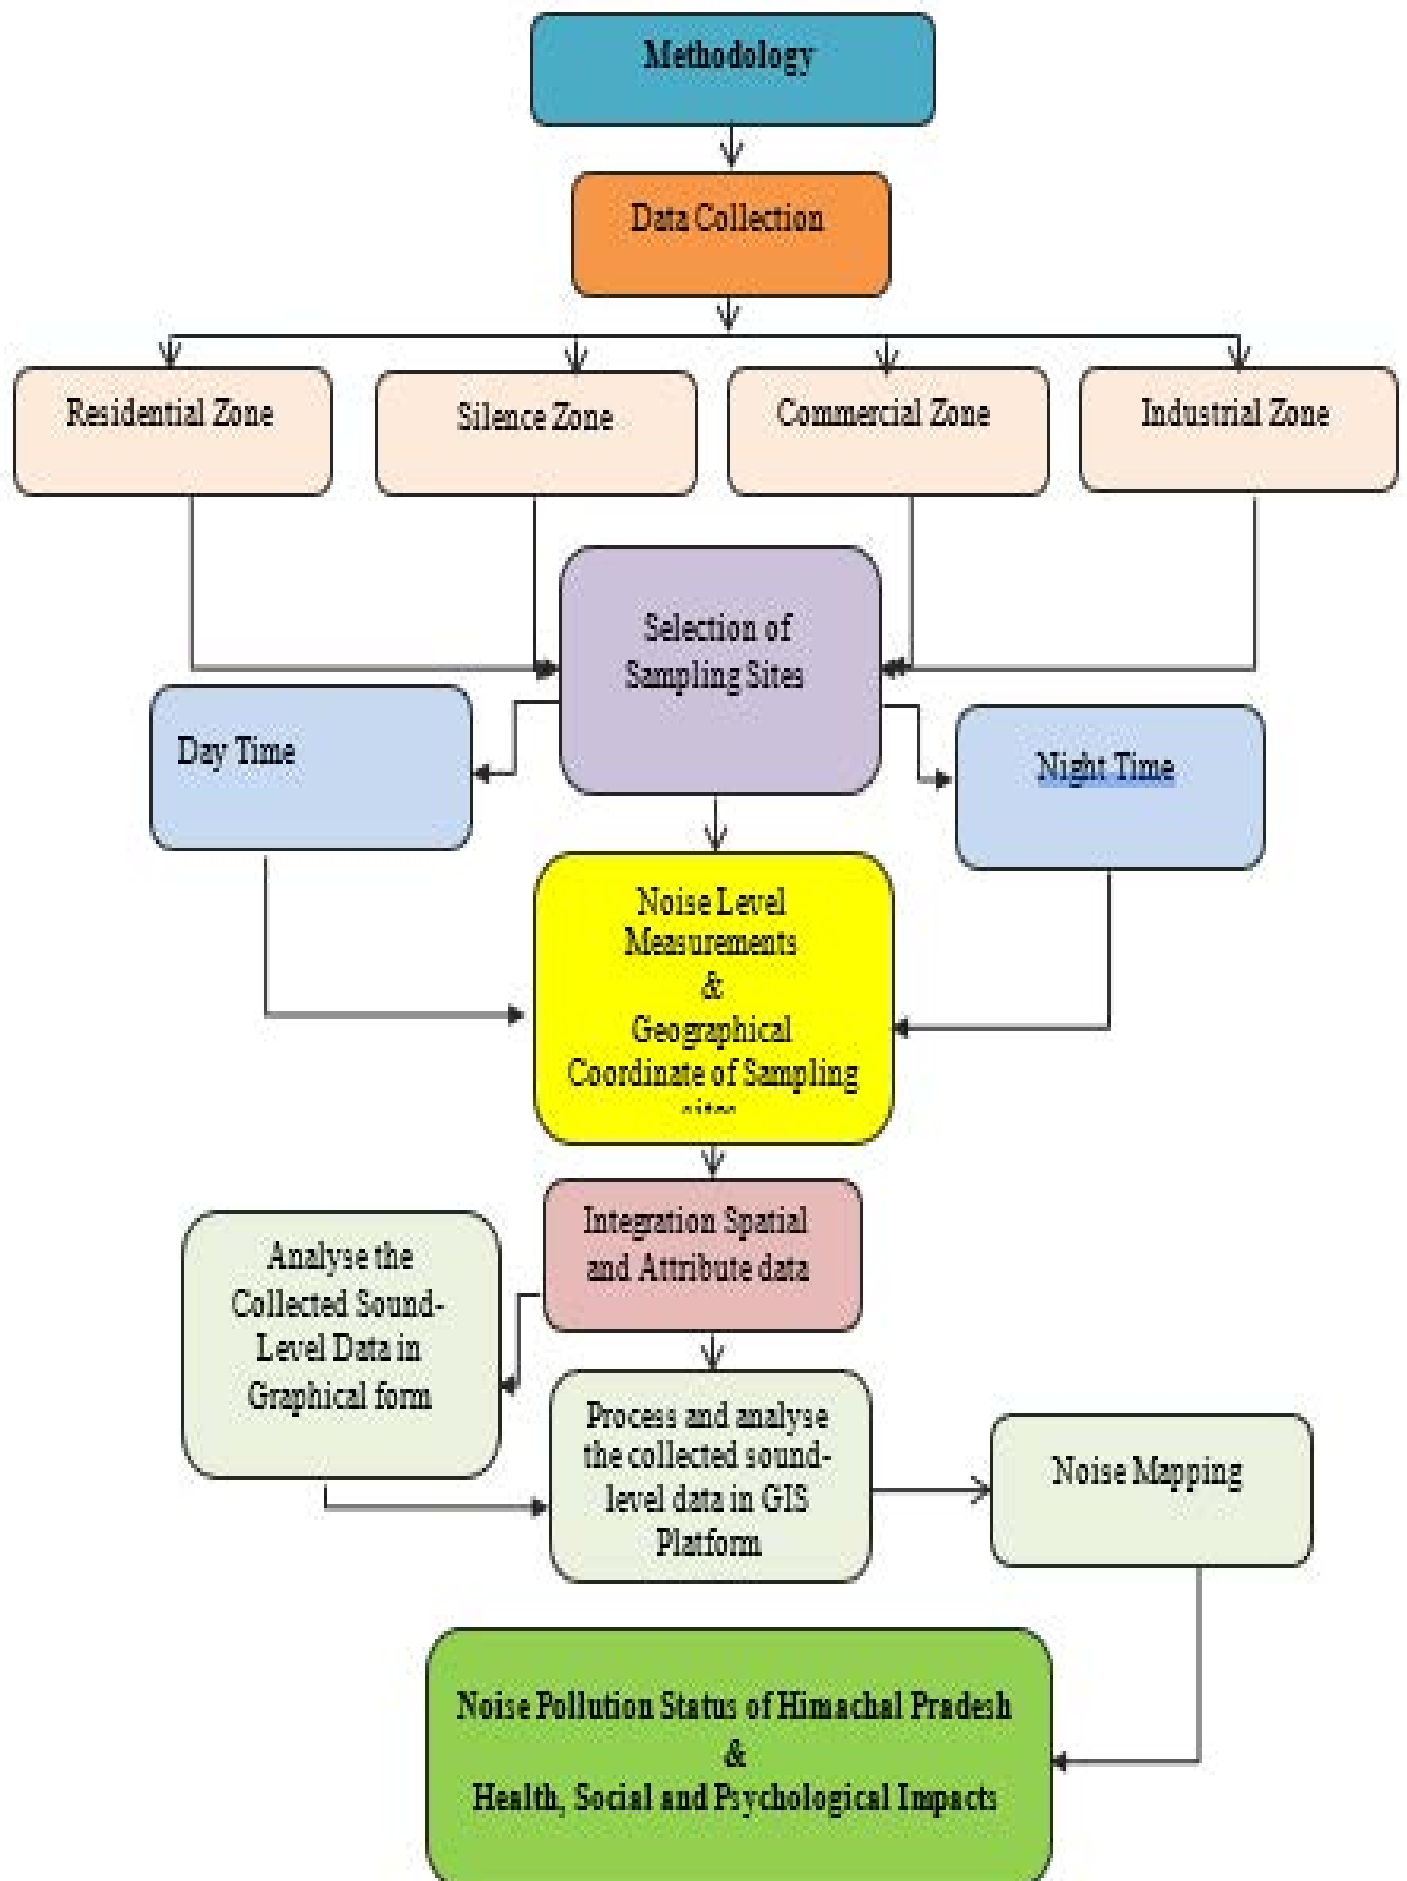 Methodology
Data Collection
Residential Zone
Silence Zone
Commercial Zone
Industrial Zone
Selection of
Sampling Sites
Day Time
Night Time
Noise Level
Measurements
&
Geographical
Coordinate of Sampling
Integration Spatial
and Attribute data
Analyse the
Collected Sound-
Level Data in
Graphical form
Process and analyse
the collected sound-
level data in GIS
Platform
Noise Mapping
Noise Pollution Status of Himachal Pradesh
&
Health, Social and Psychological Impacts